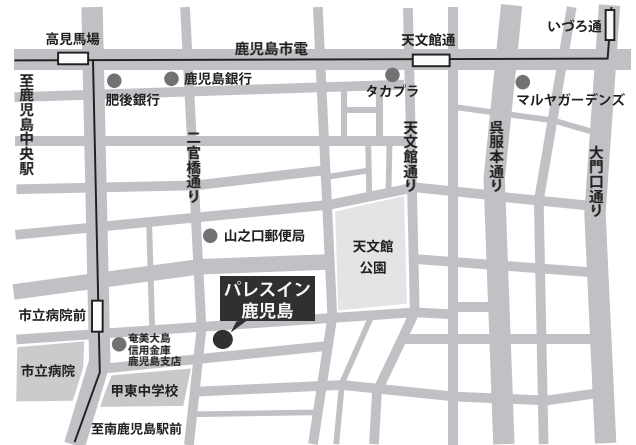 いづろ通
高見馬場
鹿児島市電
天文館通
肥後銀行
鹿児島銀行
タカプラ
マルヤガーデンズ
至鹿児島中央駅
二官橋通り
天文館通り
呉服本通り
大門口通り
山之口郵便局
天文館
公園
パレスイン
鹿児島
市立病院前
奄美大島
信用金庫
鹿児島支店
市立病院
甲東中学校
至南鹿児島駅前